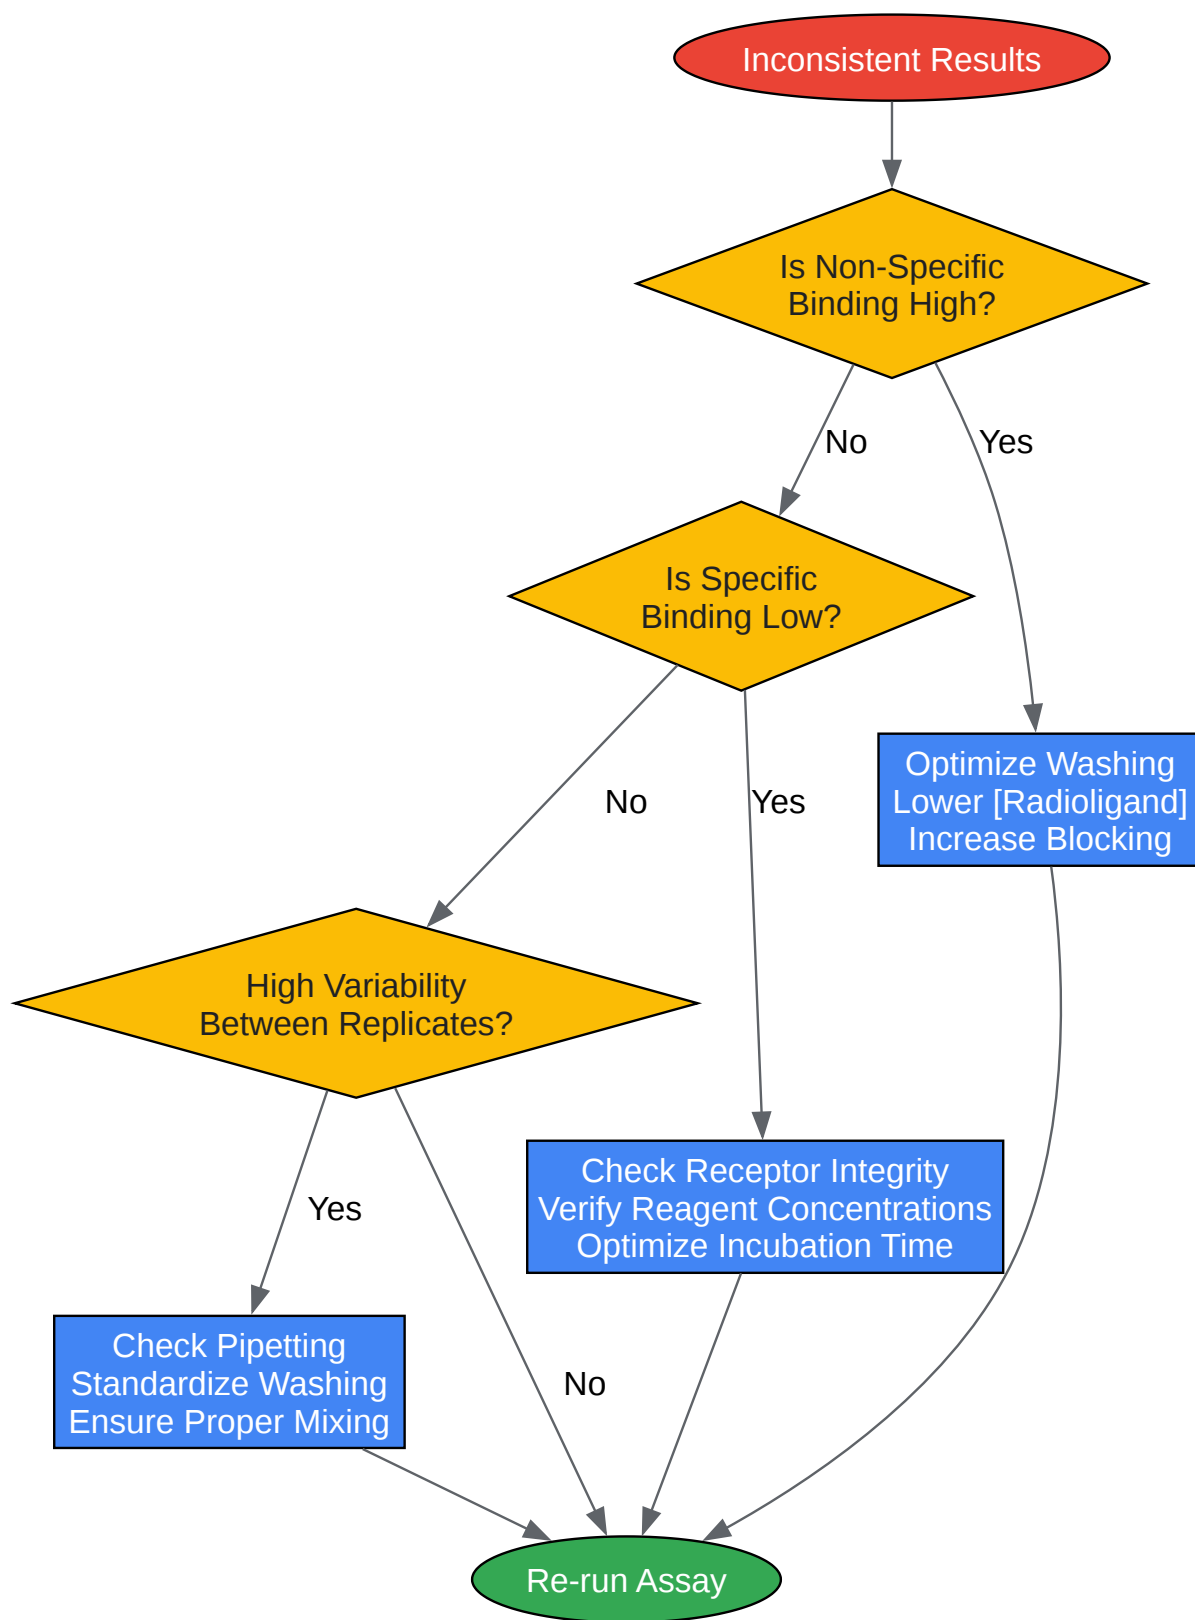 Inconsistent Results
Is Non-Specific
Binding High?
No
Yes
Is Specific
Binding Low?
Optimize Washing
Lower [Radioligand]
Increase Blocking
No
Yes
High Variability
Between Replicates?
Check Receptor Integrity
Verify Reagent Concentrations
Optimize Incubation Time
Yes
Check Pipetting
Standardize Washing
Ensure Proper Mixing
No
Re-run Assay